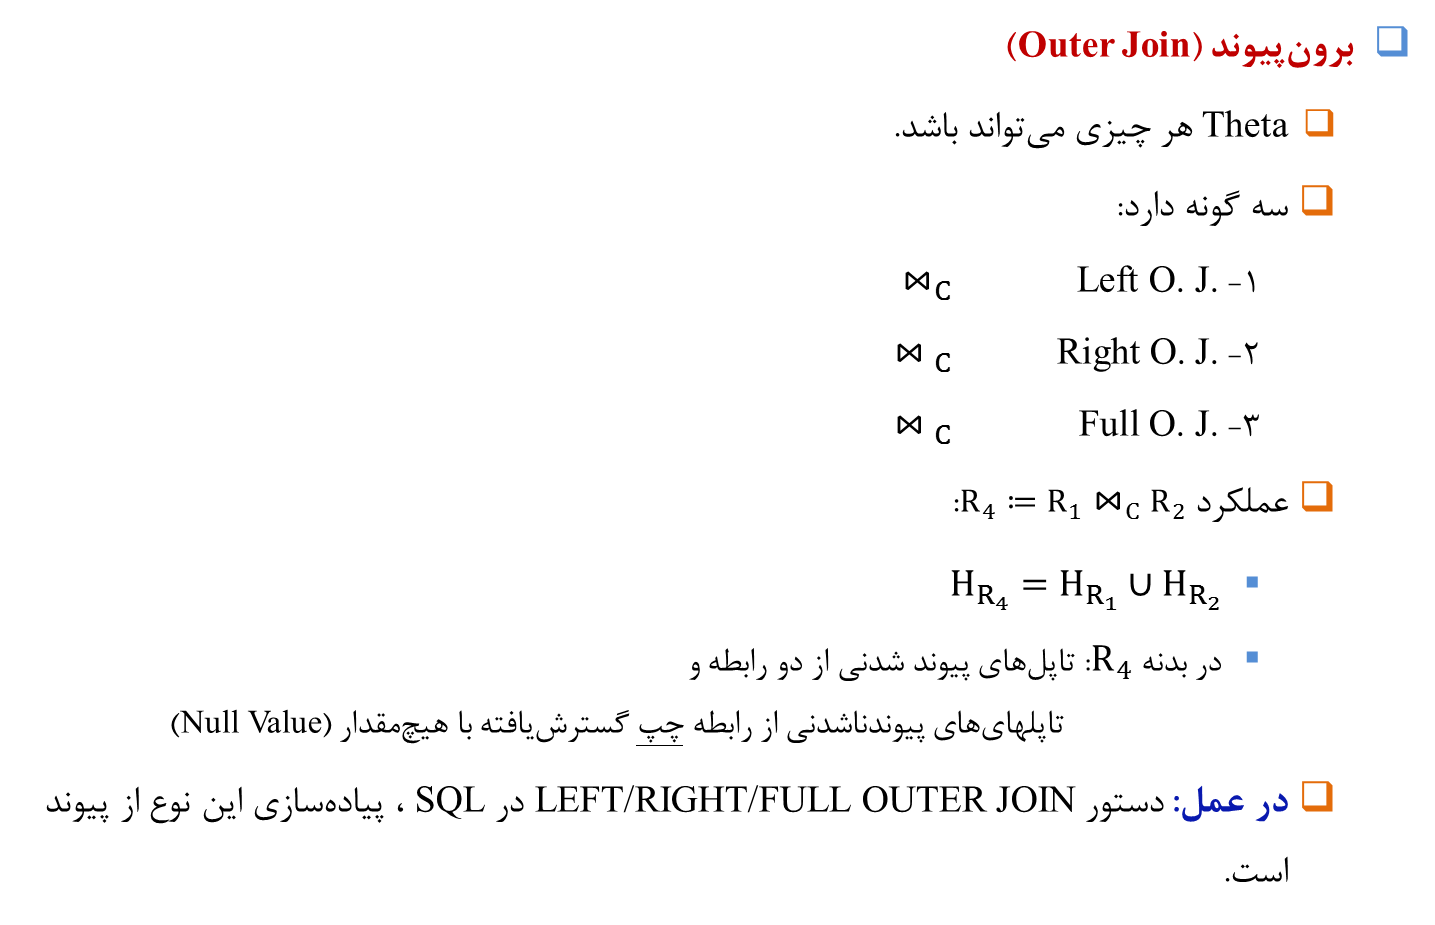 برون‌پیوند (Outer Join)
Theta هر چیزی می‌تواند باشد.
سه گونه دارد:
۱- Left O. J. ⋈C
۲- Right O. J. ⋈ C
۳- Full O. J. ⋈ C
عملکرد R4 := R1 ⋈C R2:
HR4 = HR1 ∪ HR2
در بدنه R4: تاپل‌های پیوند شدنی از دو رابطه و
تاپلهای‌های پیوندناشدنی از رابطه چپ گسترش‌یافته با هیچ‌مقدار (Null Value)
در عمل: دستور LEFT/RIGHT/FULL OUTER JOIN در SQL ، پیاده‌سازی این نوع از پیوند
است.